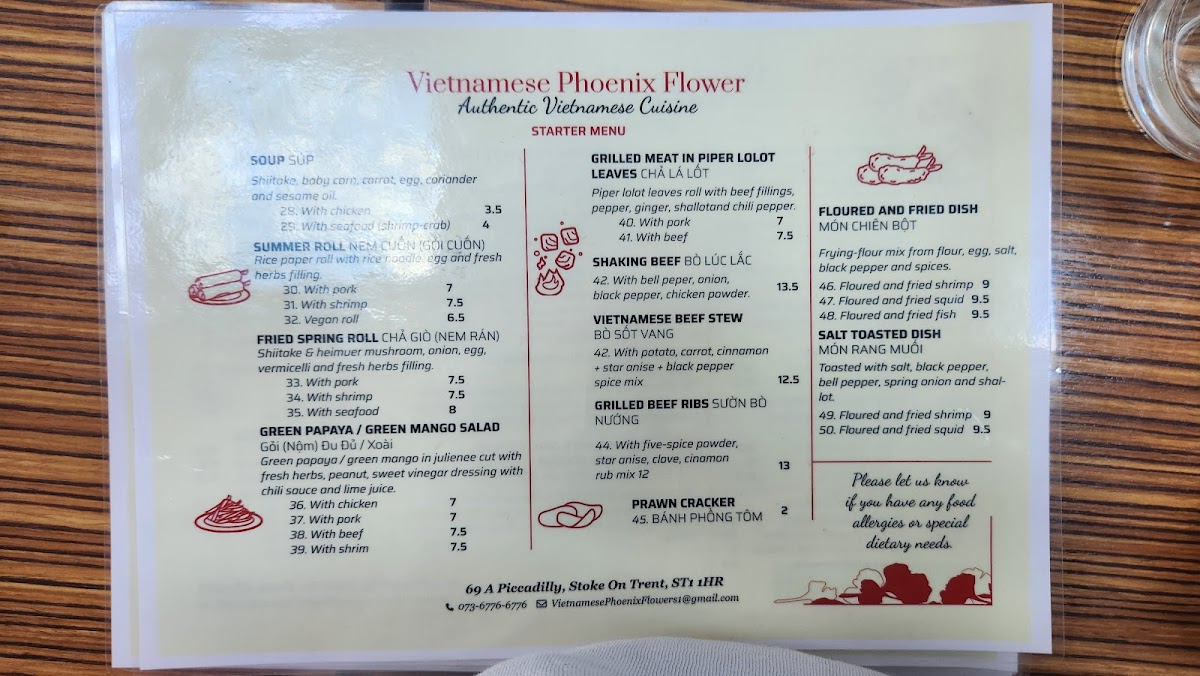 Vietnamese Phoenix Flower
Authentic Vietnamese Cuisine
STARTER MENU
SOUP SÚP
Shiitake, baby corn, carrot, egg, coriander
and sesame oil.
28. With chicken 3.5
29. With seafood (shrimp-crab) 4
SUMMER ROLL NEM CUỐN (GỎI CUỐN)
Rice paper roll with rice noodle, egg and fresh
herbs filling.
30. With pork 7
31. With shrimp 7.5
32. Vegan roll 6.5
FRIED SPRING ROLL CHẢ GIÒ (NEM RÁN)
Shiitake & heimuer mushroom, onion, egg,
vermicelli and fresh herbs filling.
33. With pork 7.5
34. With shrimp 7.5
35. With seafood 8
GREEN PAPAYA / GREEN MANGO SALAD
Gỏi (Nộm) Đu Đủ / Xoài
Green papaya / green mango in julienee cut with
fresh herbs, peanut, sweet vinegar dressing with
chili sauce and lime juice.
36. With chicken 7
37. With pork 7
38. With beef 7.5
39. With shrim 7.5
GRILLED MEAT IN PIPER LOLOT
LEAVES CHẢ LÁ LỐT
Piper lolot leaves roll with beef fillings,
pepper, ginger, shallotand chili pepper.
40. With pork 7
41. With beef 7.5
SHAKING BEEF BÒ LÚC LẮC
42. With bell peper, onion,
black pepper, chicken powder. 13.5
VIETNAMESE BEEF STEW
BÒ SỐT VANG
42. With potato, carrot, cinnamon
+ star anise + black pepper
spice mix 12.5
GRILLED BEEF RIBS SƯỜN BÒ
NƯỚNG
44. With five-spice powder,
star anise, clove, cinamon
rub mix 12 13
PRAWN CRACKER
45. BÁNH PHỒNG TÔM 2
FLOURED AND FRIED DISH
MÓN CHIÊN BỘT
Frying-flour mix from flour, egg, salt,
black pepper and spices.
46. Floured and fried shrimp 9
47. Floured and fried squid 9.5
48. Floured and fried fish 9.5
SALT TOASTED DISH
MÓN RANG MUỐI
Toasted with salt, black pepper,
bell pepper, spring onion and shal-
lot.
49. Floured and fried shrimp 9
50. Floured and fried squid 9.5
Please let us know
if you have any food
allergies or special
dietary needs.
69 A Piccadilly, Stoke On Trent, ST1 1HR
073-6776-6776 VietnamesePhoenixFlowers1@gmail.com